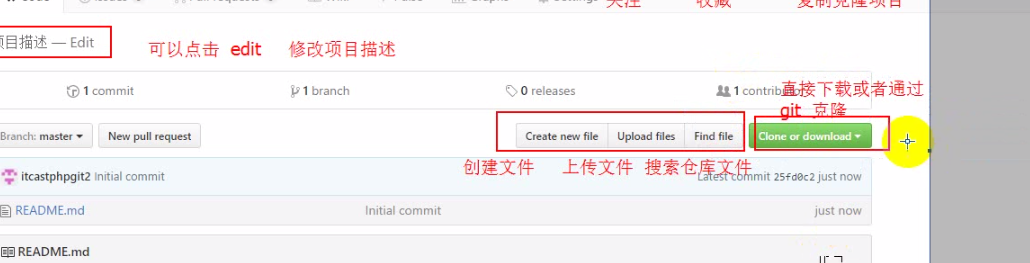 关注 收藏 复制克隆项目
项目描述 — Edit 可以点击 edit 修改项目描述
1 commit 1 branch 0 releases 1 contributor
直接下载或者通过
git 克隆
Branch: master New pull request Create new file Upload files Find file Clone or download
创建文件 上传文件 搜索仓库文件
itcastphpgit2 Initial commit Latest commit 25fd0c2 just now
README.md Initial commit just now
README.md